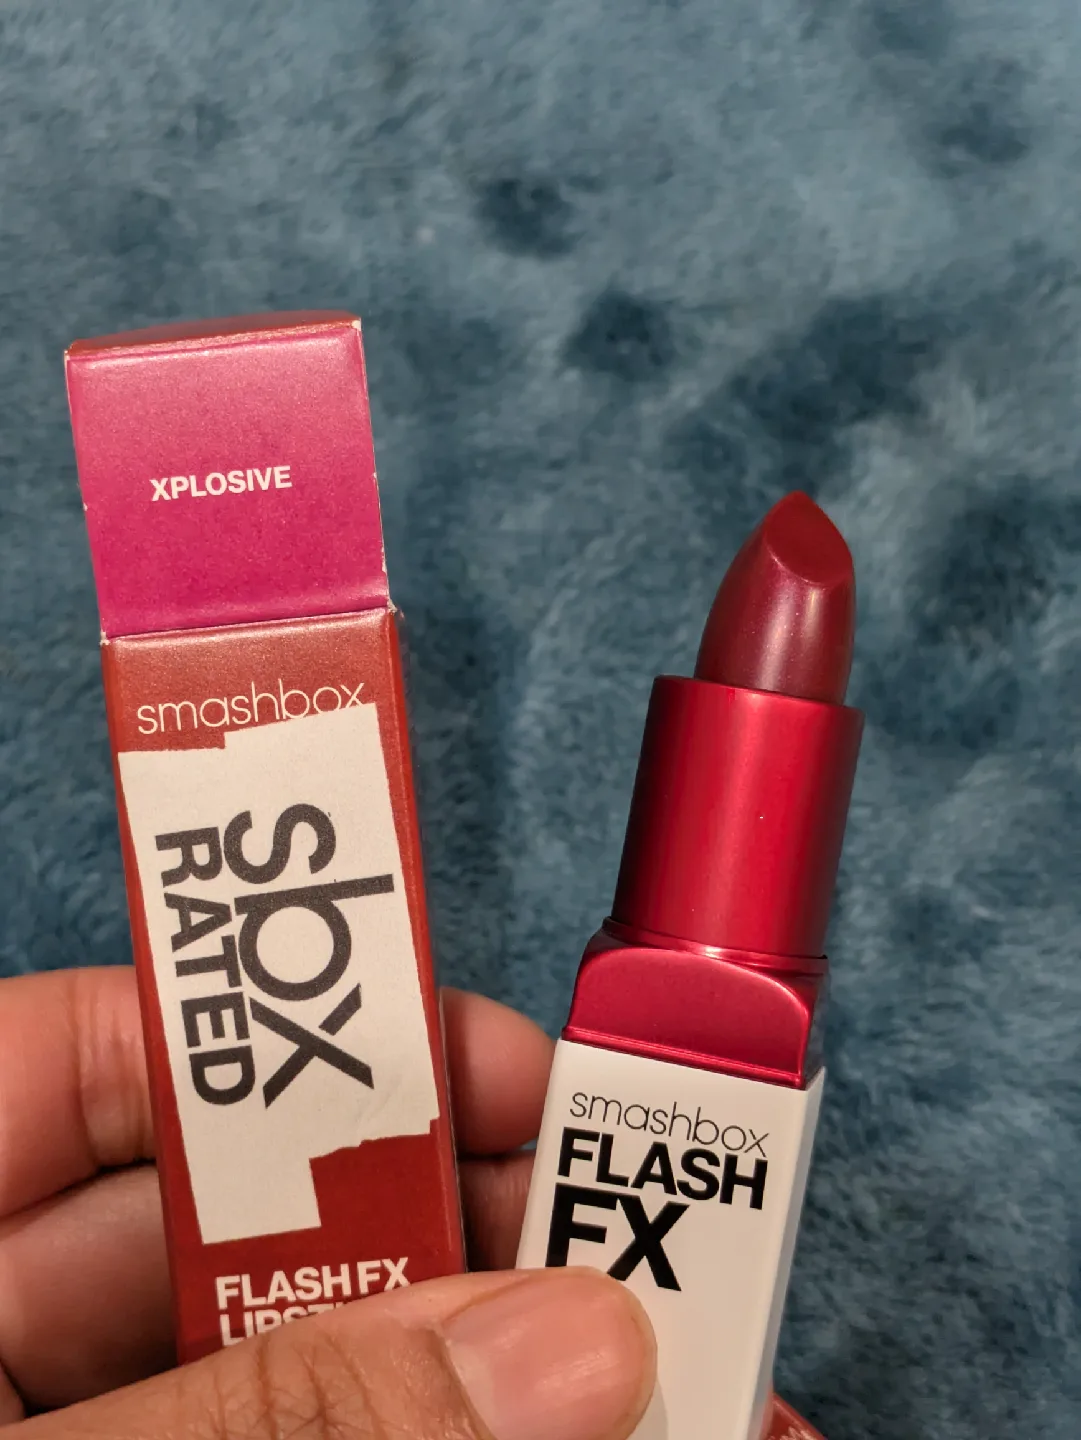 XPLOSIVE
smashbox
sbx
RATED
FLASH FX
smashbox
FLASH
FX